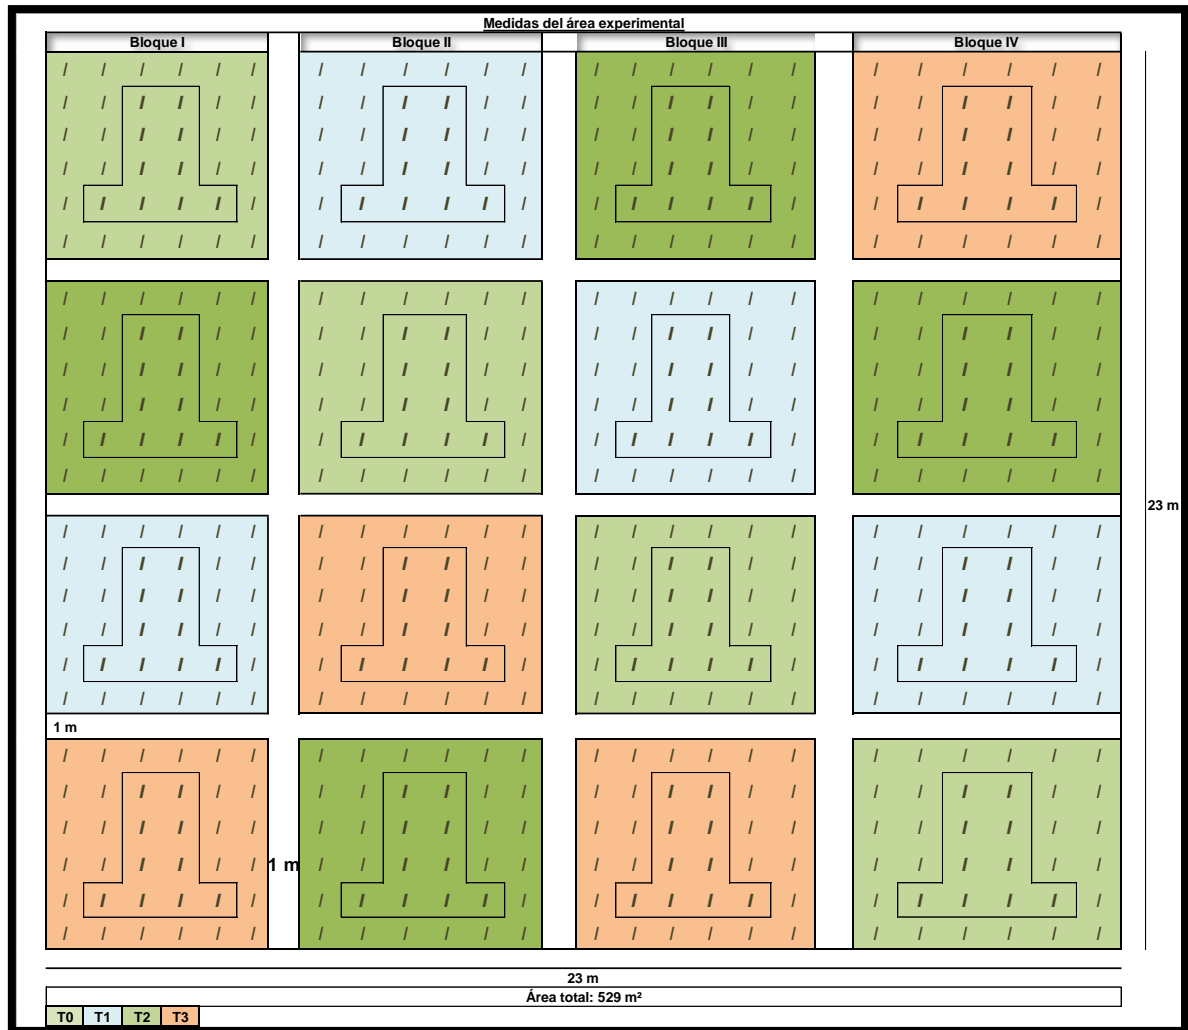 Medidas del área experimental
Bloque I Bloque II Bloque III Bloque IV
23 m
1 m
1 m
23 m
Área total: 529 m²
T0 T1 T2 T3